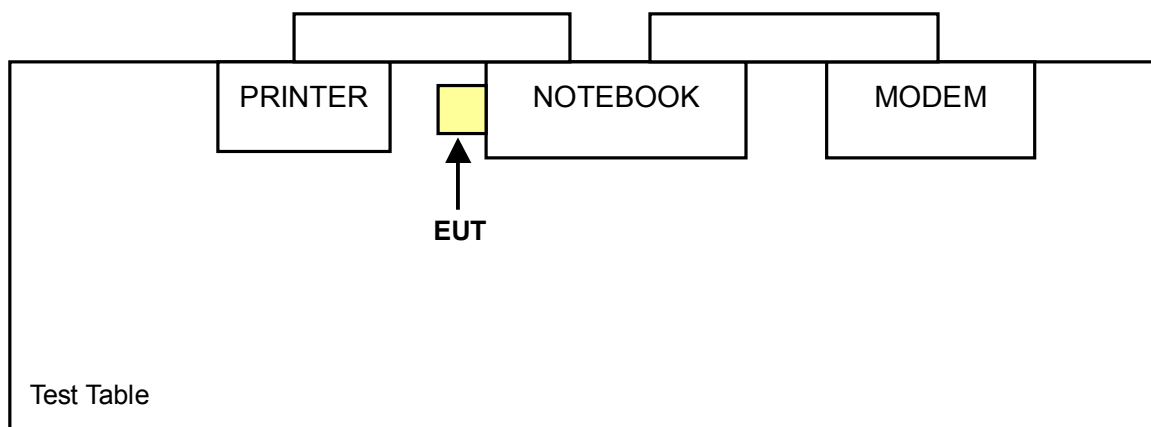 PRINTER
NOTEBOOK
MODEM
EUT
Test Table